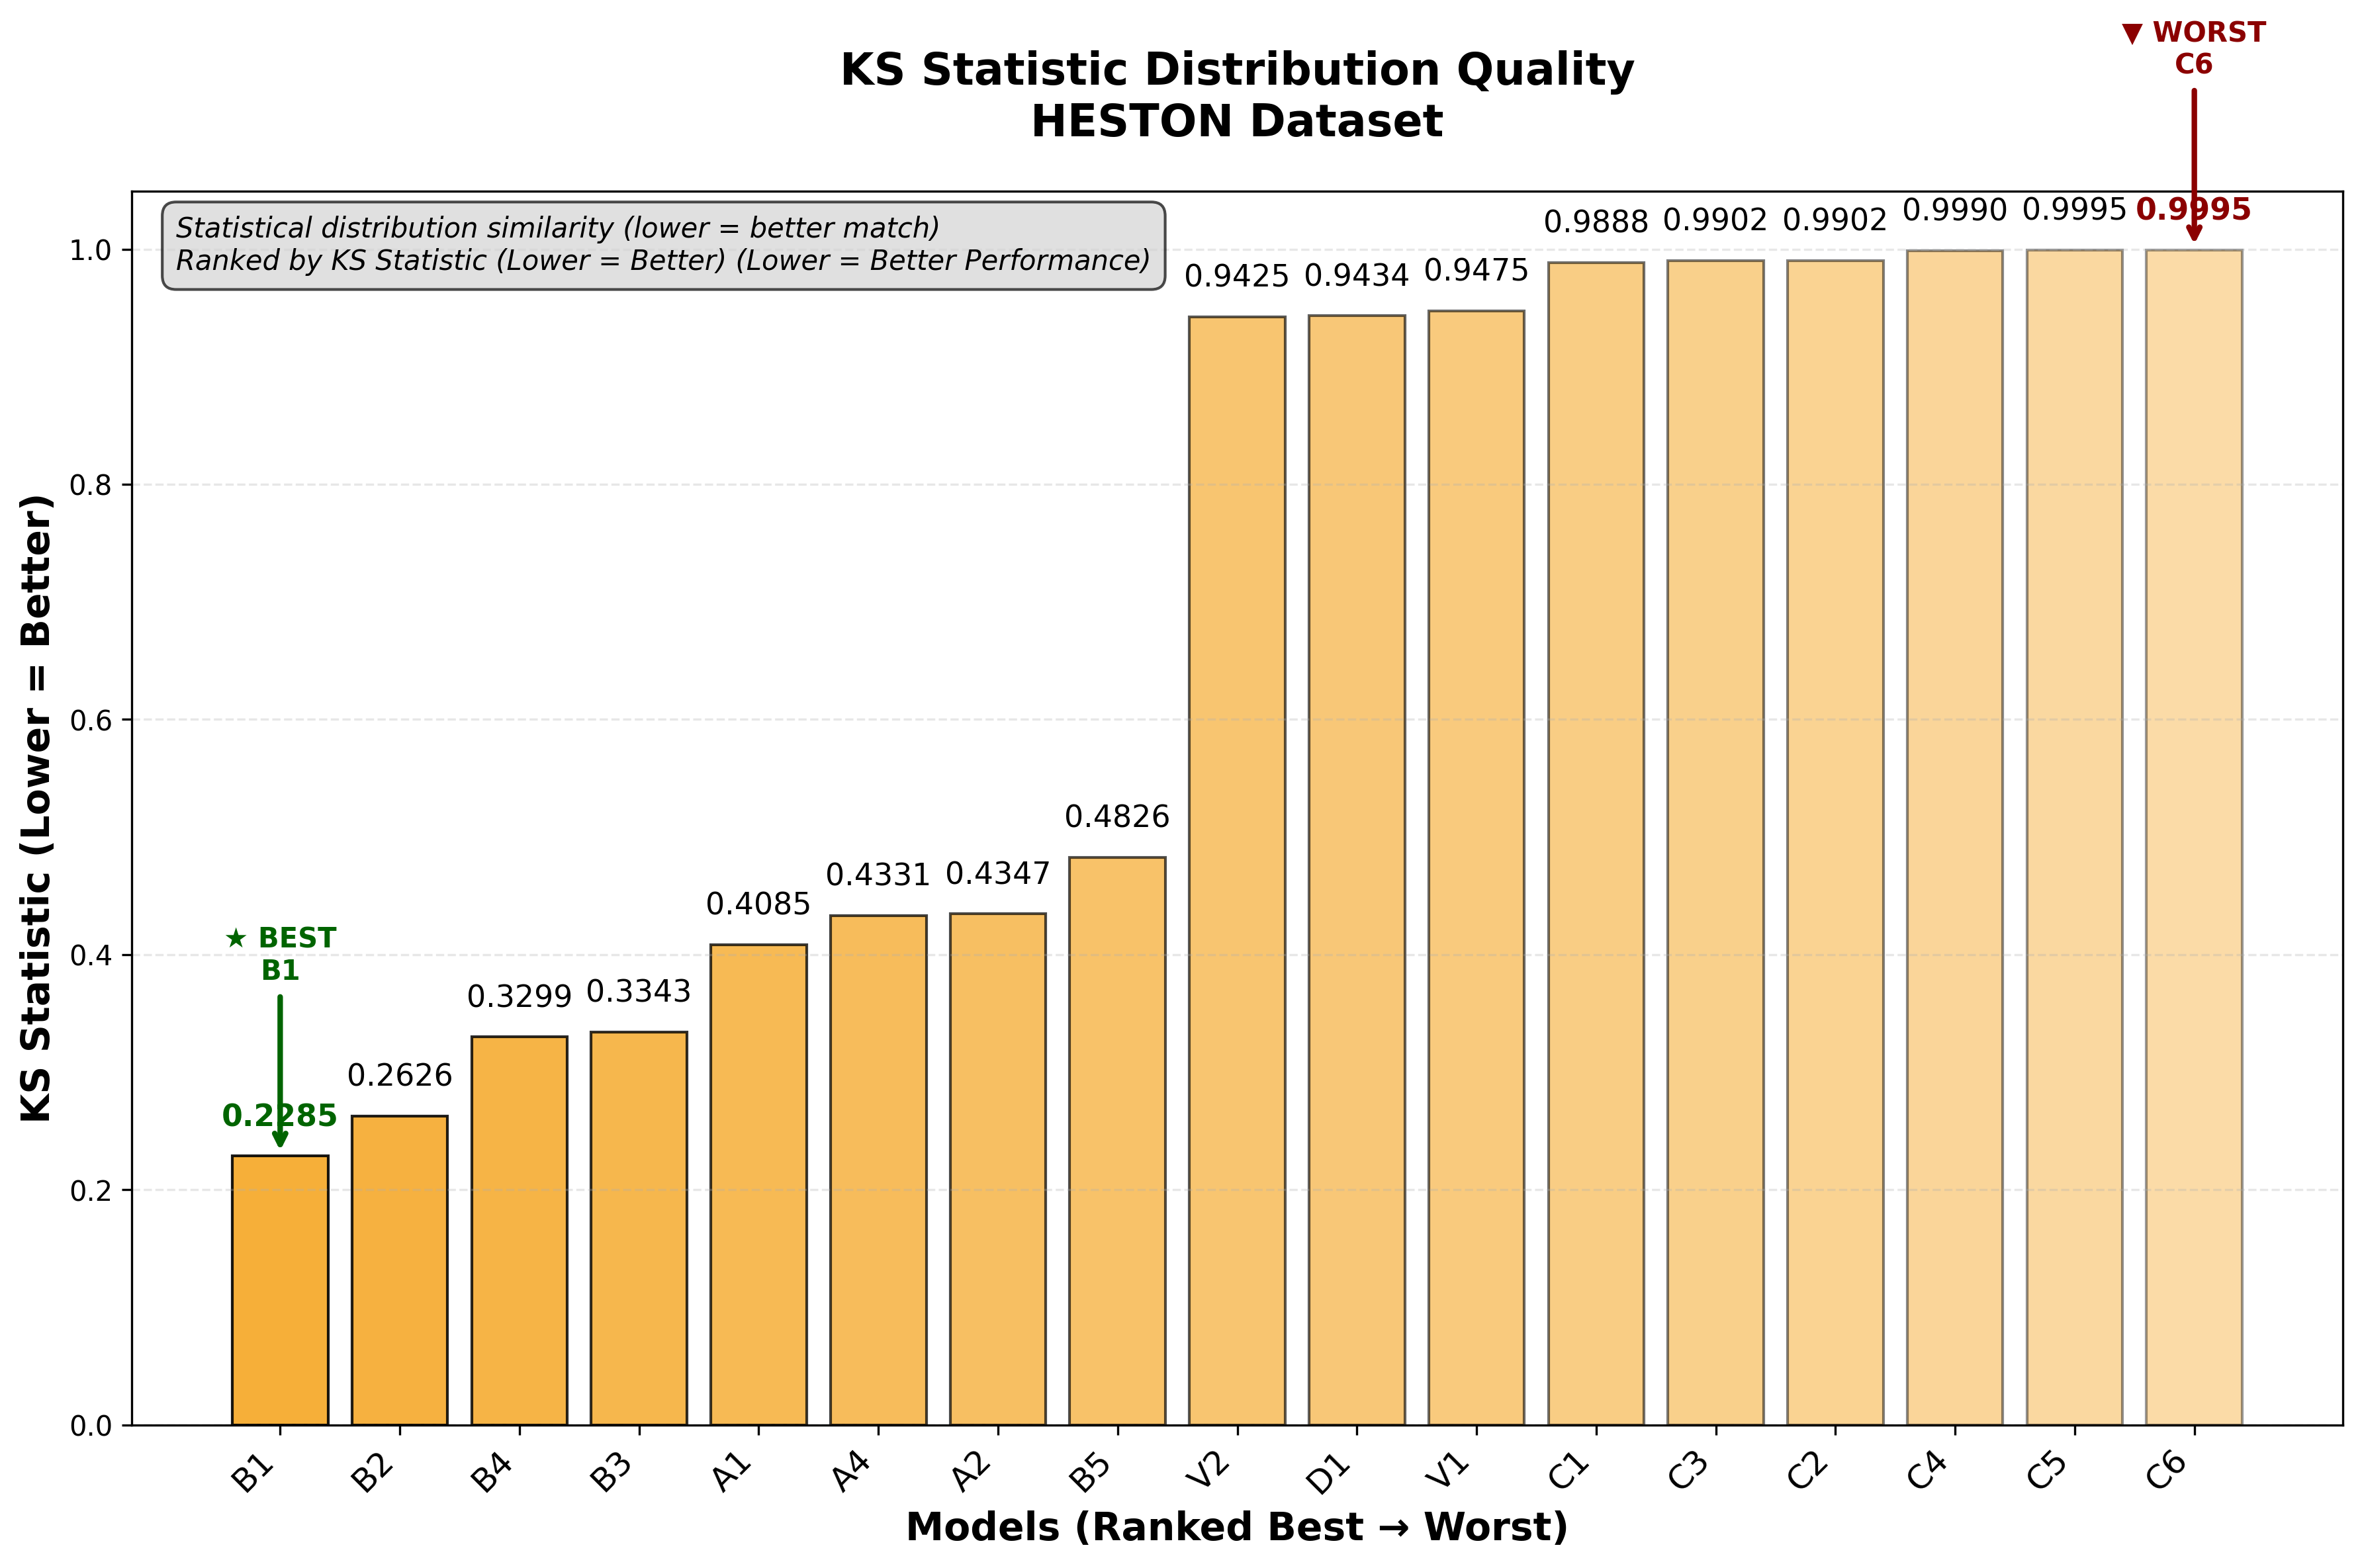 ▼ WORST
C6
KS Statistic Distribution Quality
HESTON Dataset
Statistical distribution similarity (lower = better match)
Ranked by KS Statistic (Lower = Better) (Lower = Better Performance)
KS Statistic (Lower = Better)
1.0
0.8
0.6
0.4
0.2
0.0
★ BEST
B1
0.2285
0.2626
0.3299
0.3343
0.4085
0.4331
0.4347
0.4826
0.9425
0.9434
0.9475
0.9888
0.9902
0.9902
0.9990
0.9995
0.9995
B1
B2
B4
B3
A1
A4
A2
B5
V2
D1
V1
C1
C3
C2
C4
C5
C6
Models (Ranked Best → Worst)